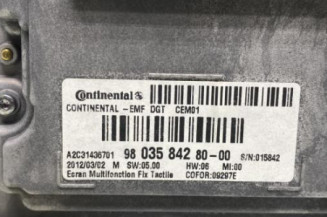 Continental
CONTINENTAL -EMF DGT CEM01
A2C31436701 98 035 842 80-00 S/N:015842
2012/03/02 M SW:05.00 HW:06 MI:00
Ecran Multifonction Fix Tactile COFOR:09297E